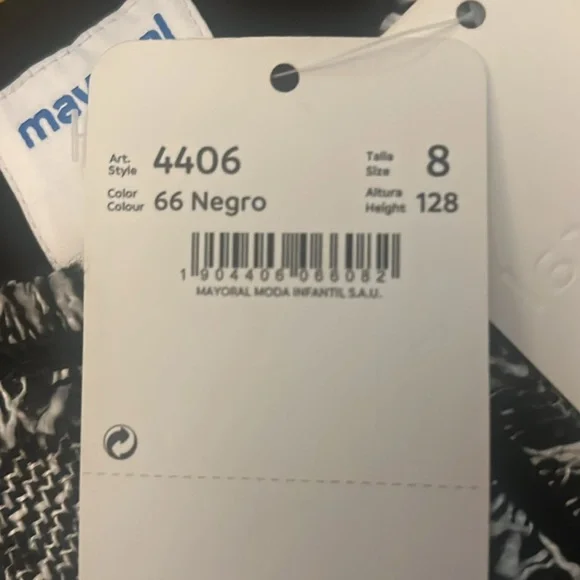 Art.
Style 4406
Talla
Size 8
Color
Colour 66 Negro
Altura
Height 128
1 904406 066082
MAYORAL MODA INFANTIL S.A.U.